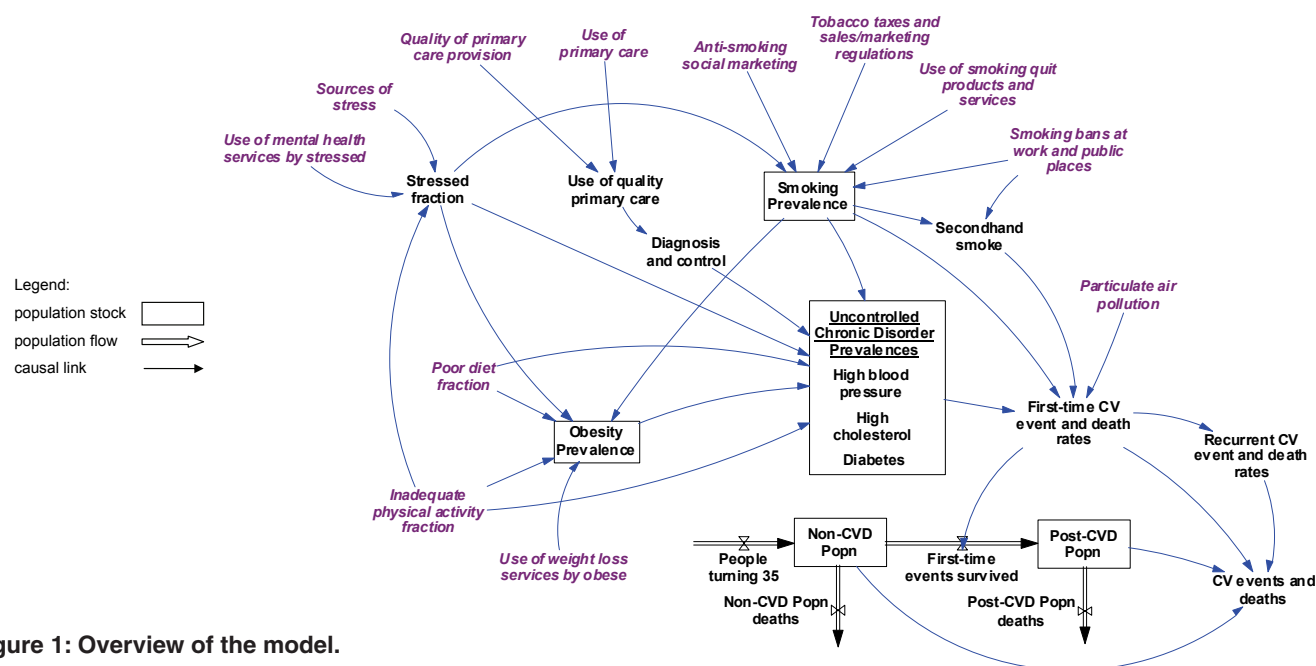 Quality of primary
care provision
Use of
primary care
Anti-smoking
social marketing
Tobacco taxes and
sales/marketing
regulations
Use of smoking quit
products and
services
Sources of
stress
Use of mental health
services by stressed
Smoking bans at
work and public
places
Stressed
fraction
Use of quality
primary care
Smoking
Prevalence
Secondhand
smoke
Diagnosis
and control
Particulate air
pollution
Legend:
population stock
population flow
causal link
Uncontrolled
Chronic Disorder
Prevalences
High blood
pressure
High
cholesterol
Diabetes
Poor diet
fraction
Obesity
Prevalence
First-time CV
event and death
rates
Recurrent CV
event and death
rates
Inadequate
physical activity
fraction
Use of weight loss
services by obese
People
turning 35
Non-CVD
Popn
First-time
events survived
Post-CVD
Popn
Non-CVD Popn
deaths
Post-CVD Popn
deaths
CV events and
deaths
gure 1: Overview of the model.